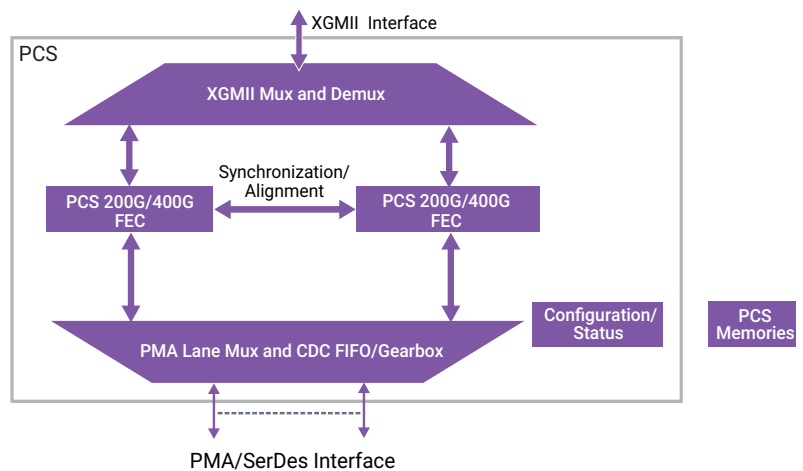 XGMII Interface
PCS
XGMII Mux and Demux
Synchronization/
Alignment
PCS 200G/400G
FEC
PCS 200G/400G
FEC
Configuration/
Status
PCS
Memories
PMA Lane Mux and CDC FIFO/Gearbox
PMA/SerDes Interface